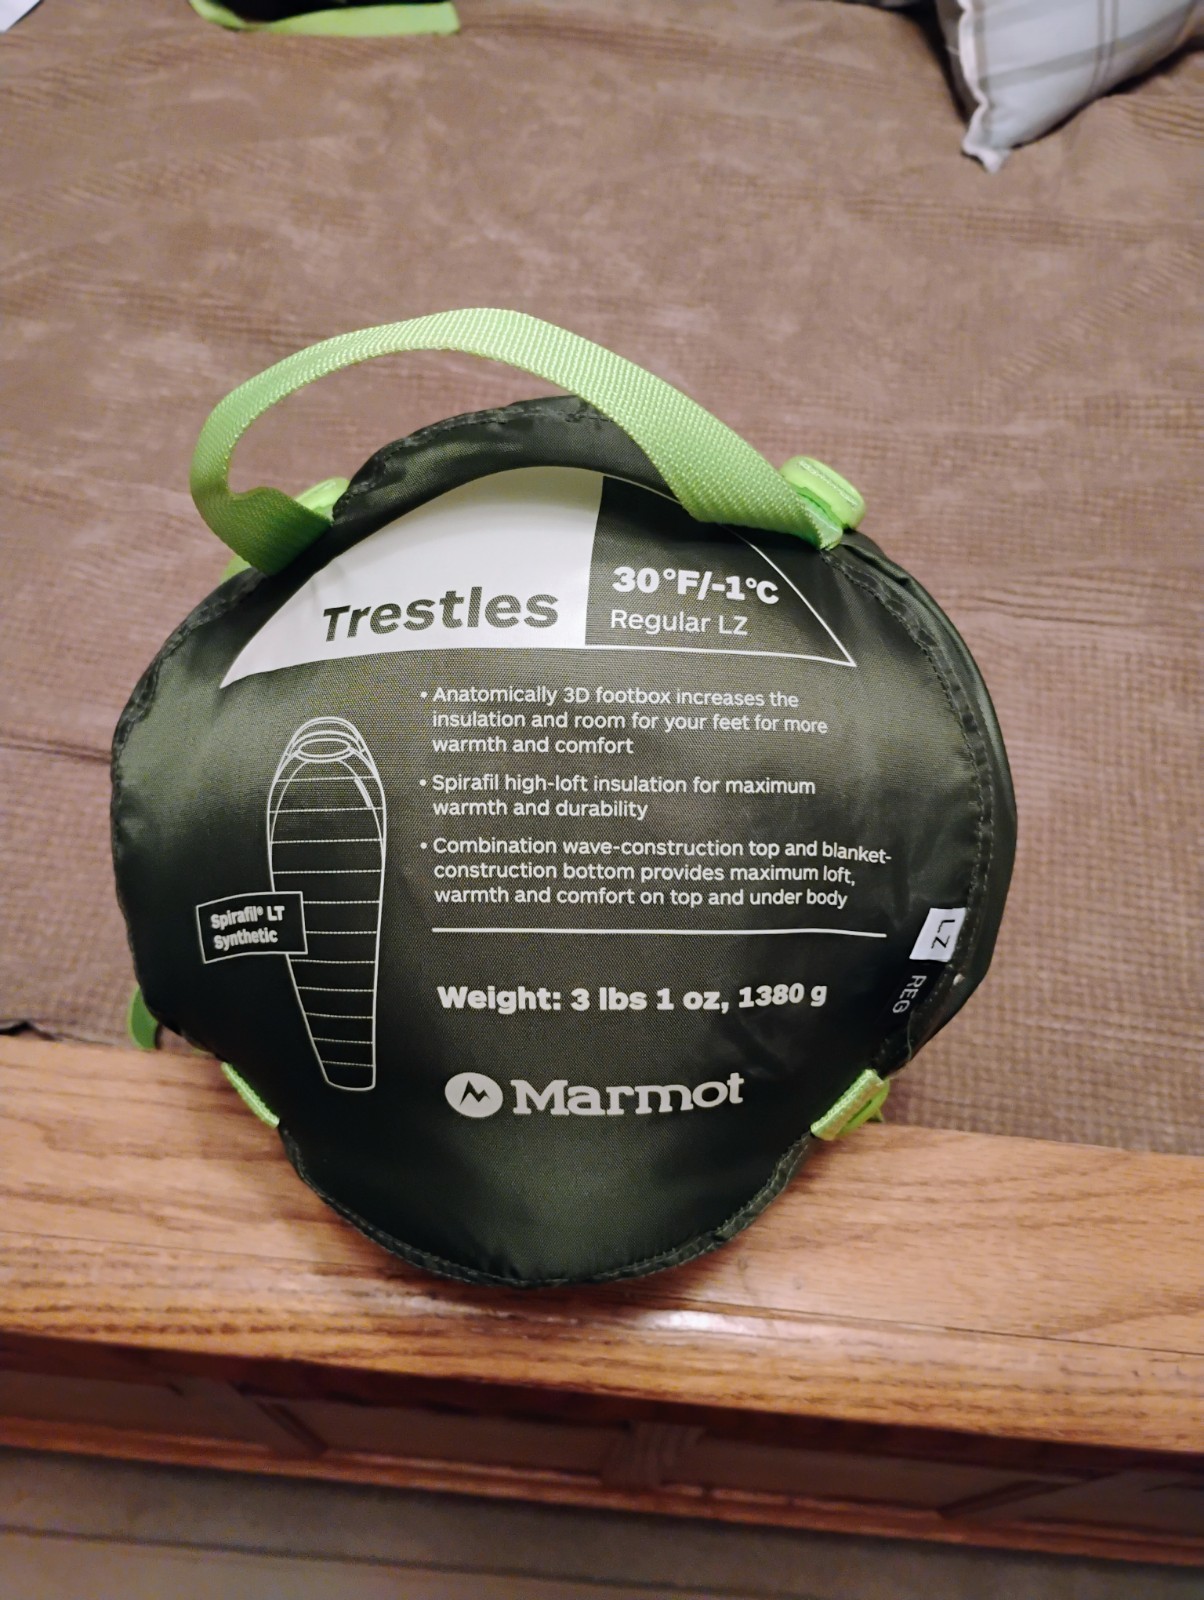 Trestles
30°F/-1°C
Regular LZ
• Anatomically 3D footbox increases the
insulation and room for your feet for more
warmth and comfort
• Spirafil high-loft insulation for maximum
warmth and durability
• Combination wave-construction top and blanket-
construction bottom provides maximum loft,
warmth and comfort on top and under body
Spirafil® LT
Synthetic
Weight: 3 lbs 1 oz, 1380 g
Marmot
LZ
REG